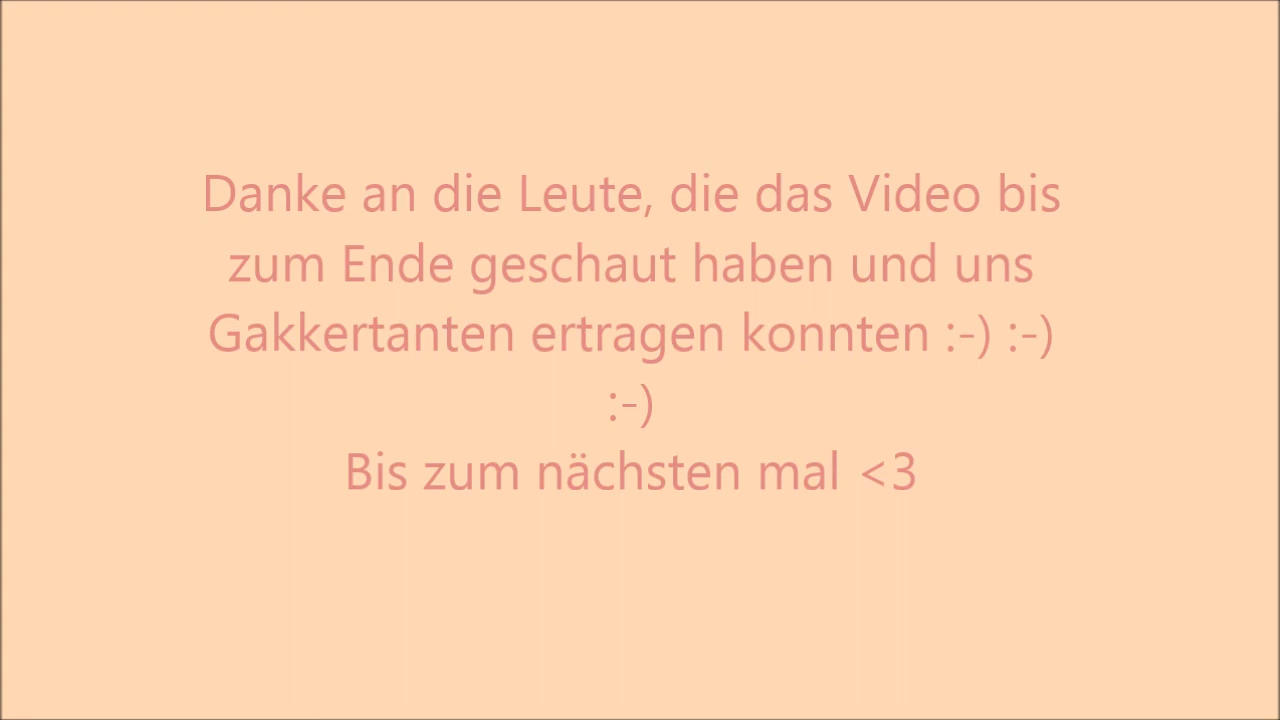 Danke an die Leute, die das Video bis
zum Ende geschaut haben und uns
Gakkertanten ertragen konnten :-) :-)
:-)
Bis zum nächsten mal <3